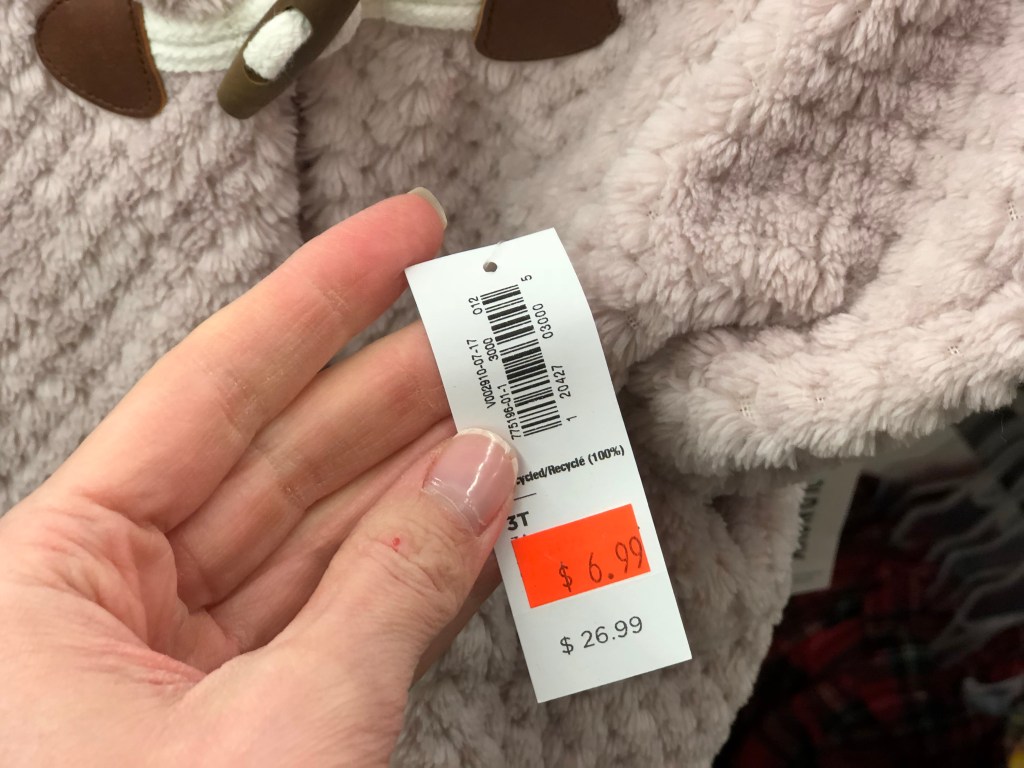 V002910-07-17 012
775196-01-1 3000
1 20427 03000 5
cycled/Recyclé (100%)
3T
$ 6.99
$ 26.99